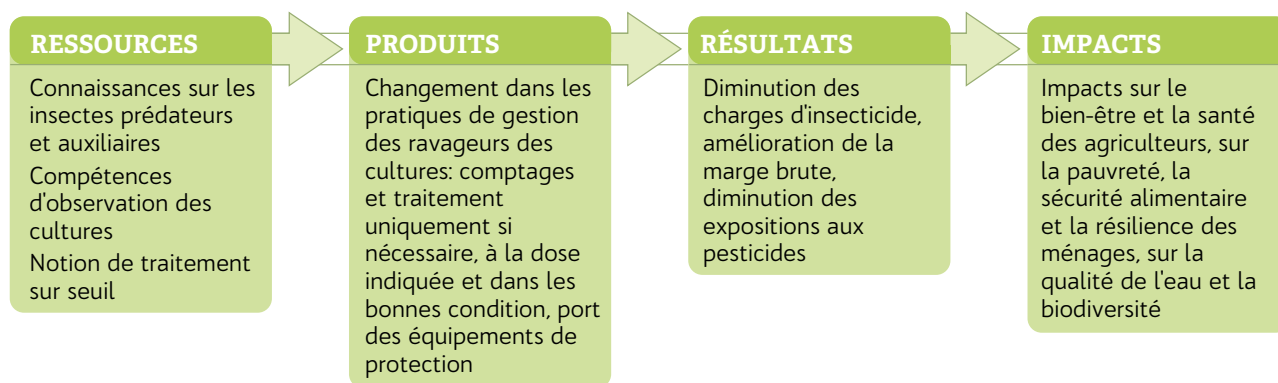 RESSOURCES
Connaissances sur les
insectes prédateurs
et auxiliaires
Compétences
d'observation des
cultures
Notion de traitement
sur seuil
PRODUITS
Changement dans les
pratiques de gestion
des ravageurs des
cultures: comptages
et traitement
uniquement si
nécessaire, à la dose
indiquée et dans les
bonnes condition, port
des équipements de
protection
RÉSULTATS
Diminution des
charges d'insecticide,
amélioration de la
marge brute,
diminution des
expositions aux
pesticides
IMPACTS
Impacts sur le
bien-être et la santé
des agriculteurs, sur
la pauvreté, la
sécurité alimentaire
et la résilience des
ménages, sur la
qualité de l'eau et la
biodiversité